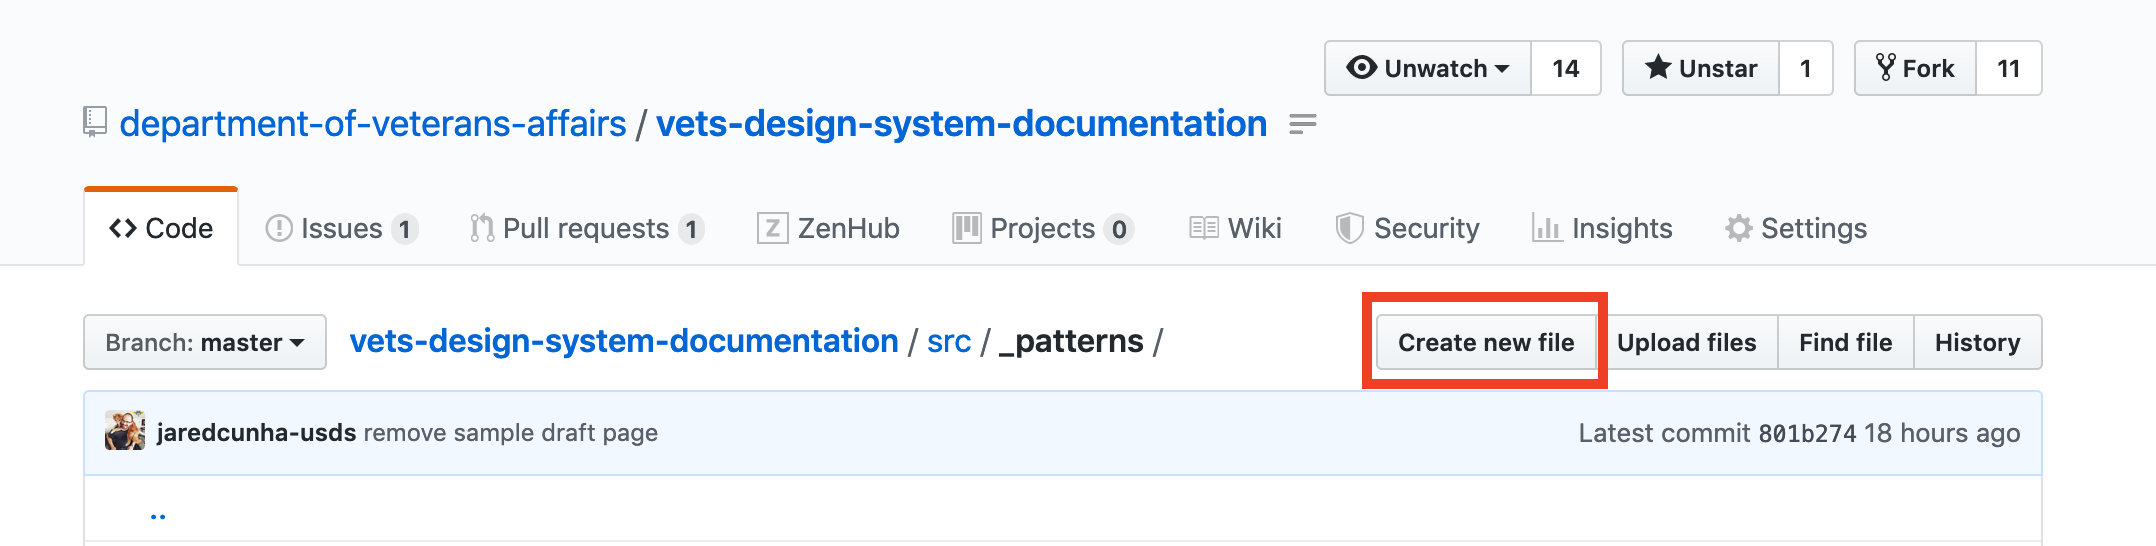 Unwatch 14 Unstar 1 Fork 11
department-of-veterans-affairs / vets-design-system-documentation
Code Issues 1 Pull requests 1 Z ZenHub Projects 0 Wiki Security Insights Settings
Branch: master vets-design-system-documentation / src / _patterns / Create new file Upload files Find file History
jaredcunha-usds remove sample draft page Latest commit 801b274 18 hours ago
..